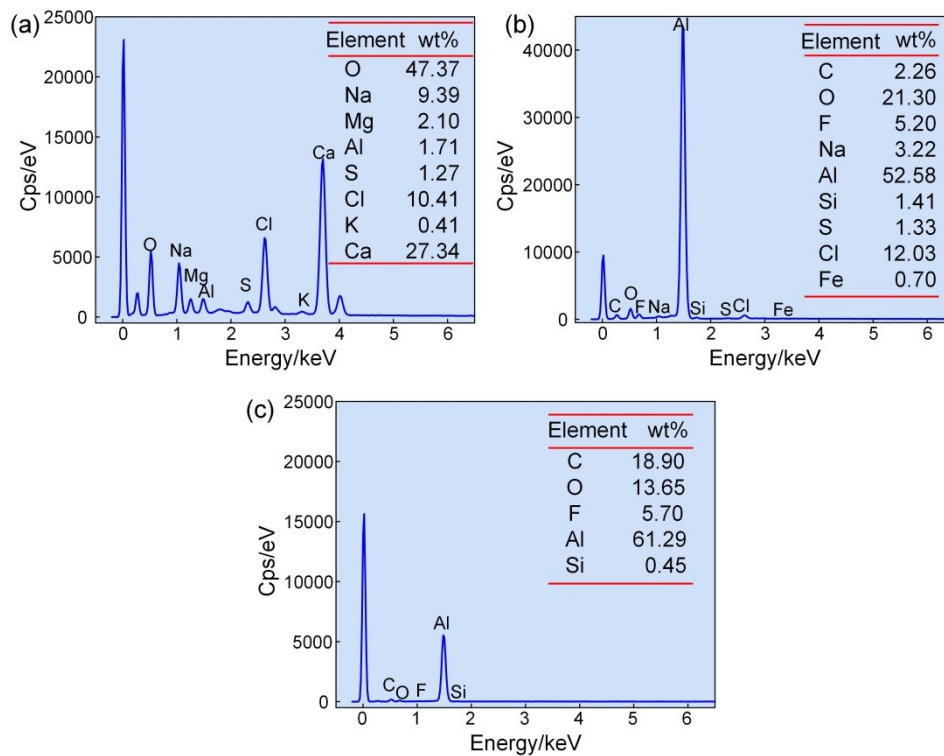 (a)
Element wt%
O 47.37
Na 9.39
Mg 2.10
Al 1.71
S 1.27
Cl 10.41
K 0.41
Ca 27.34
25000
20000
15000
10000
5000
0
Cps/eV
O
Na
Mg
Al
S
Cl
K
Ca
0 1 2 3 4 5 6
Energy/keV
(b)
Element wt%
C 2.26
O 21.30
F 5.20
Na 3.22
Al 52.58
Si 1.41
S 1.33
Cl 12.03
Fe 0.70
40000
30000
20000
10000
0
Cps/eV
Al
C
O
F
Na
Si
S
Cl
Fe
0 1 2 3 4 5 6
Energy/keV
(c)
Element wt%
C 18.90
O 13.65
F 5.70
Al 61.29
Si 0.45
25000
20000
15000
10000
5000
0
Cps/eV
C
O
F
Al
Si
0 1 2 3 4 5 6
Energy/keV